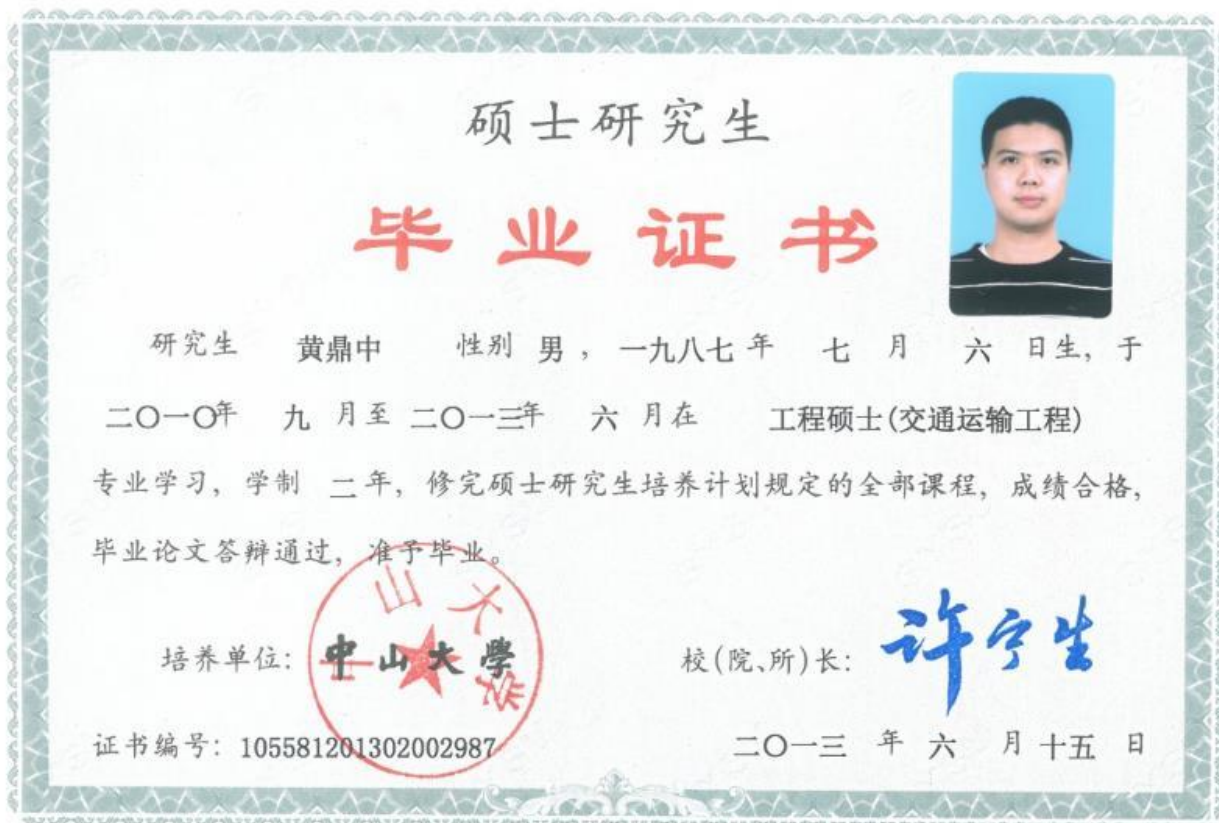 硕士研究生
毕业证书
研究生 黄鼎中 性别 男，一九八七年 七 月 六 日生，于
二〇一〇年 九 月至 二〇一三年 六 月在 工程硕士(交通运输工程)
专业学习，学制 二年，修完硕士研究生培养计划规定的全部课程，成绩合格，
毕业论文答辩通过，准予毕业。
中山大学
培养单位：中山大學 校(院、所)长：许宁生
证书编号：105581201302002987 二〇一三 年 六 月 十五 日